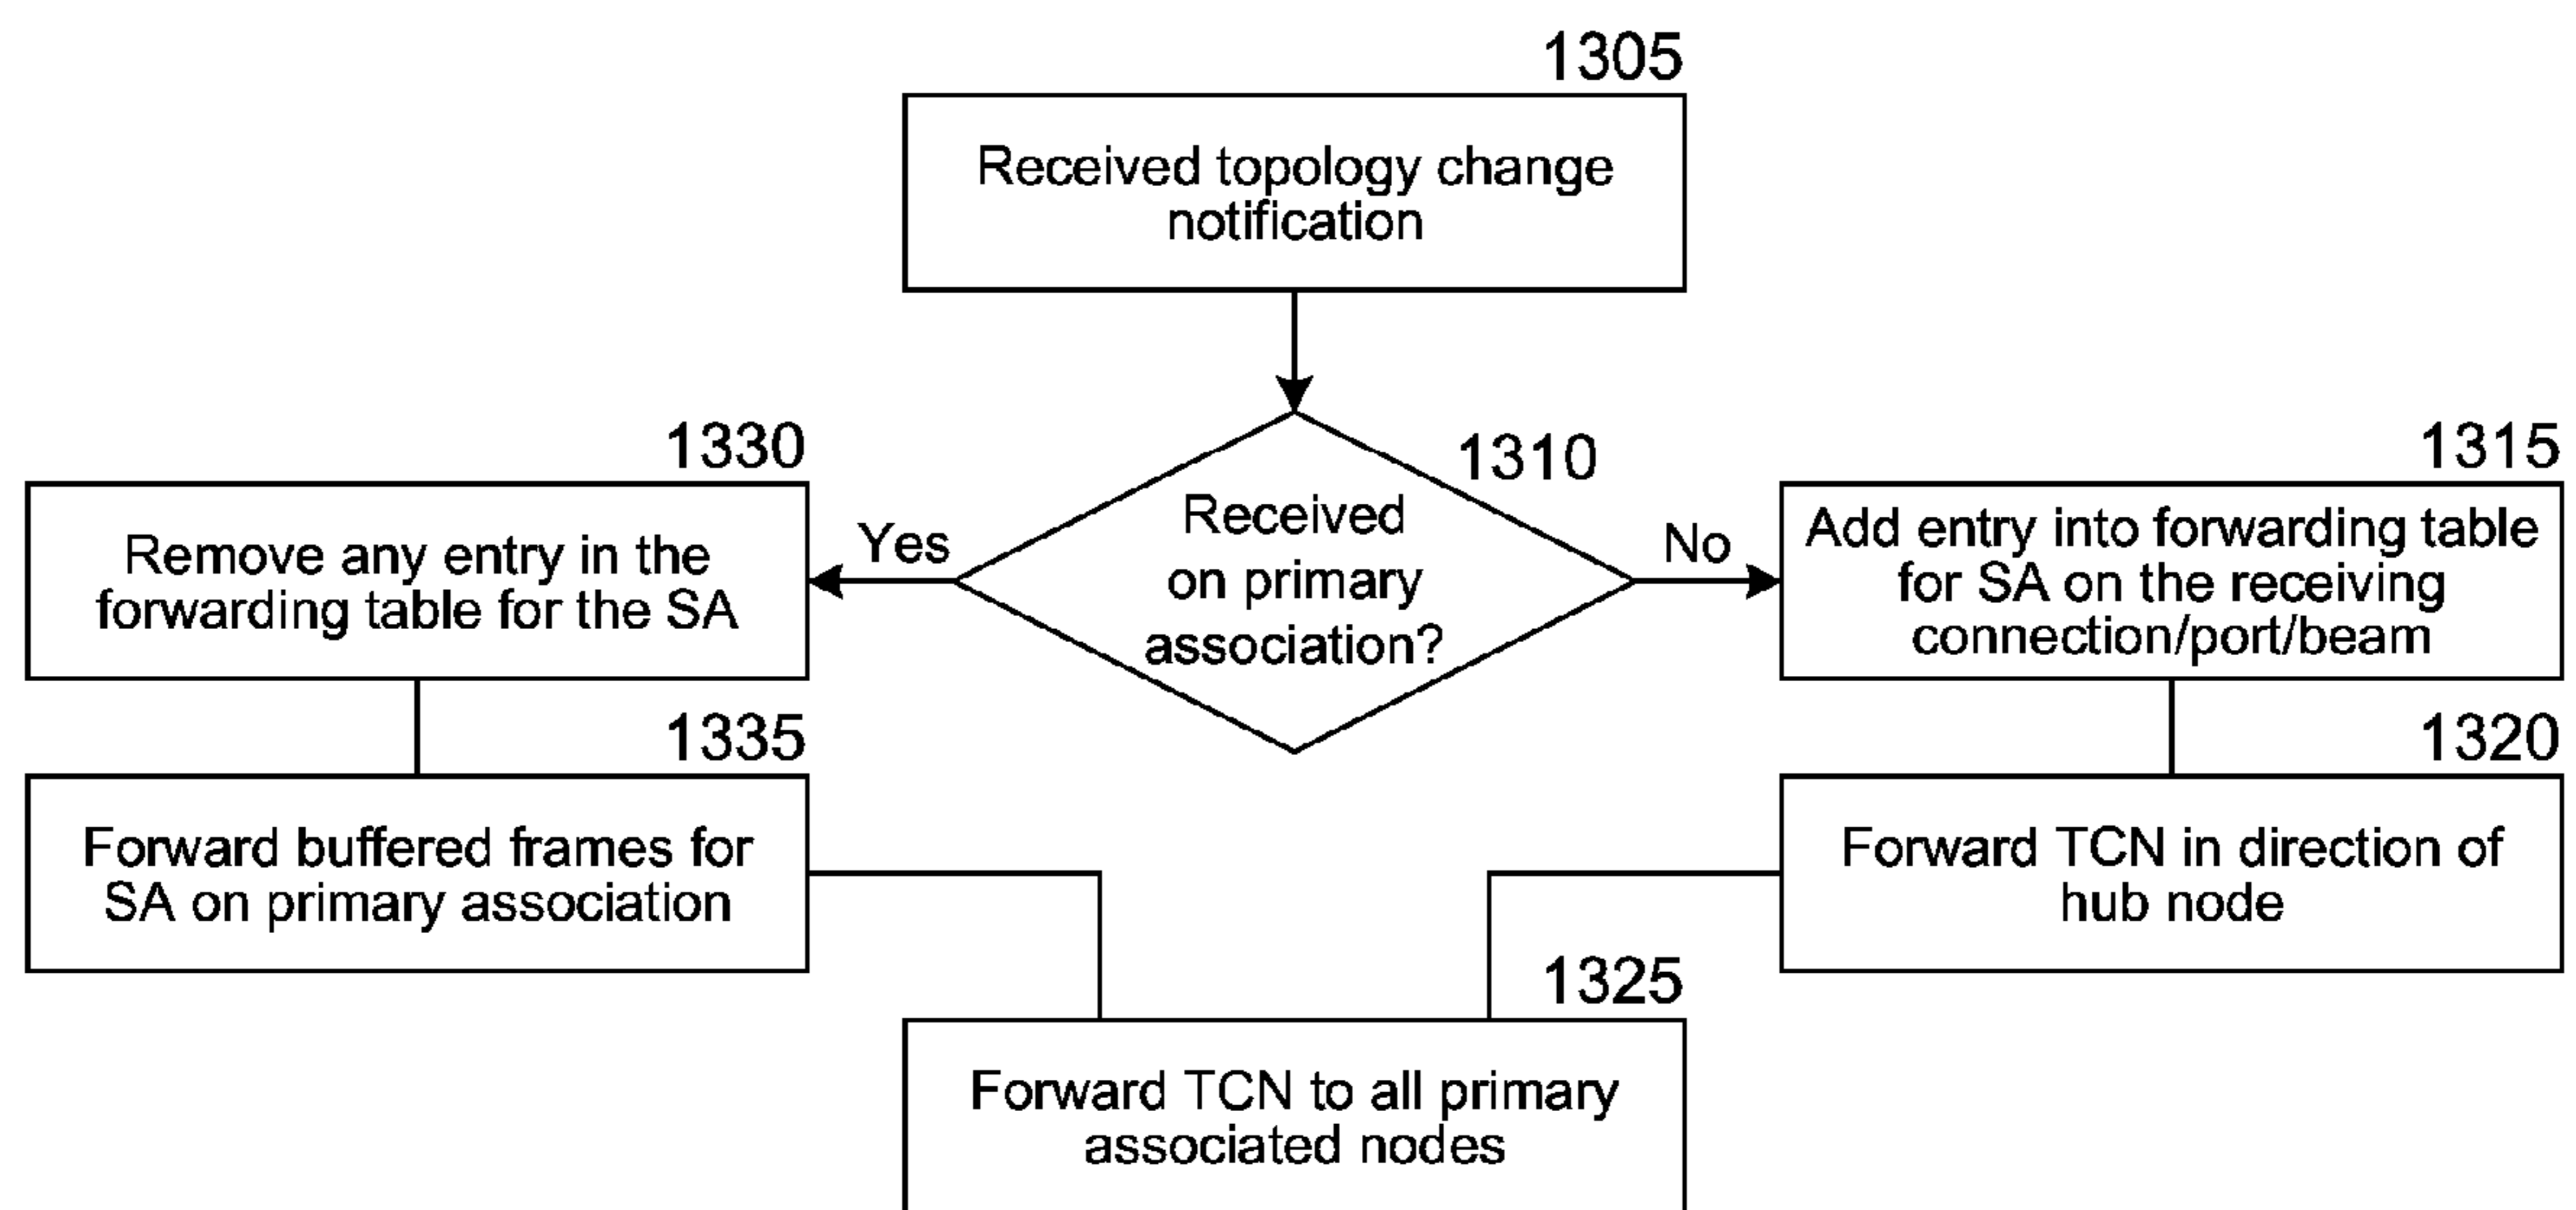 1305
Received topology change
notification
1310
Received
on primary
association?
Yes
No
1330
Remove any entry in the
forwarding table for the SA
1315
Add entry into forwarding table
for SA on the receiving
connection/port/beam
1335
Forward buffered frames for
SA on primary association
1320
Forward TCN in direction of
hub node
1325
Forward TCN to all primary
associated nodes